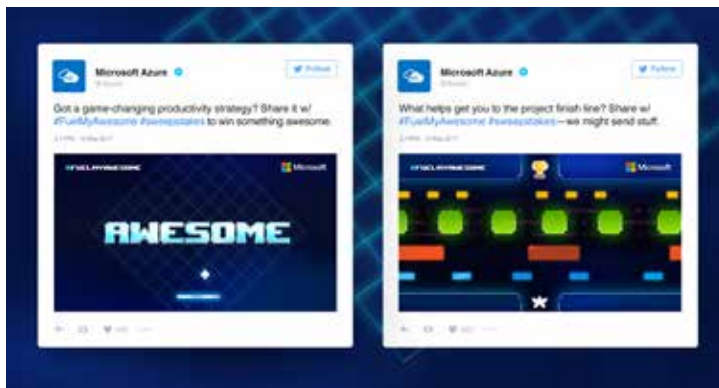 Microsoft Azure
Follow
Got a game-changing productivity strategy? Share it w/
#FuelMyAwesome #sweepstakes to win something awesome.
#FUELMYAWESOME
Microsoft
AWESOME
Microsoft Azure
Follow
What helps get you to the project finish line? Share w/
#FuelMyAwesome #sweepstakes—we might send stuff.
#FUELMYAWESOME
Microsoft